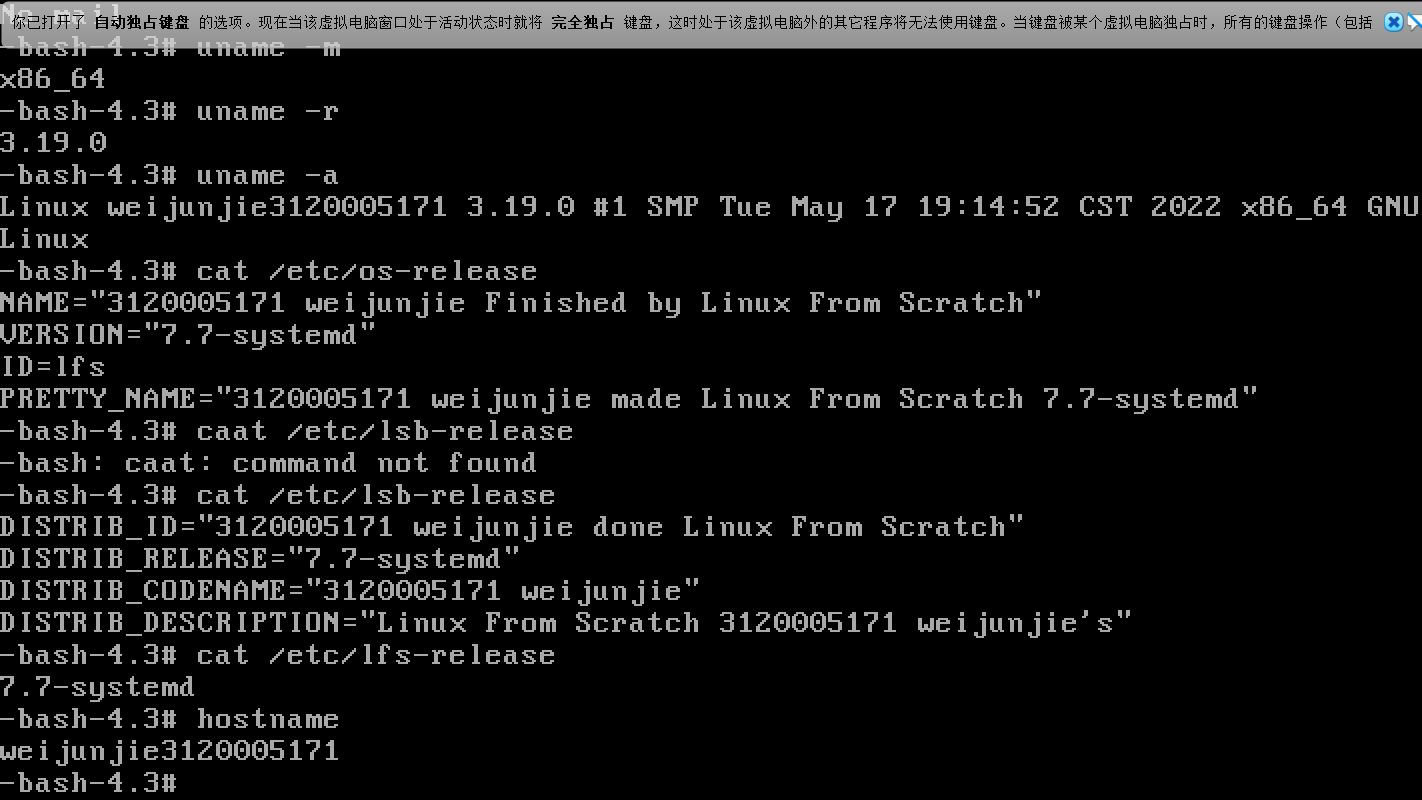 No mail
你已打开了 自动独占键盘 的选项。现在当该虚拟电脑窗口处于活动状态时就将 完全独占 键盘，这时处于该虚拟电脑外的其它程序将无法使用键盘。当键盘被某个虚拟电脑独占时，所有的键盘操作（包括
-bash-4.3# uname -m
x86_64
-bash-4.3# uname -r
3.19.0
-bash-4.3# uname -a
Linux weijunjie3120005171 3.19.0 #1 SMP Tue May 17 19:14:52 CST 2022 x86_64 GNU
Linux
-bash-4.3# cat /etc/os-release
NAME="3120005171 weijunjie Finished by Linux From Scratch"
VERSION="7.7-systemd"
ID=lfs
PRETTY_NAME="3120005171 weijunjie made Linux From Scratch 7.7-systemd"
-bash-4.3# caat /etc/lsb-release
-bash: caat: command not found
-bash-4.3# cat /etc/lsb-release
DISTRIB_ID="3120005171 weijunjie done Linux From Scratch"
DISTRIB_RELEASE="7.7-systemd"
DISTRIB_CODENAME="3120005171 weijunjie"
DISTRIB_DESCRIPTION="Linux From Scratch 3120005171 weijunjie's"
-bash-4.3# cat /etc/lfs-release
7.7-systemd
-bash-4.3# hostname
weijunjie3120005171
-bash-4.3#